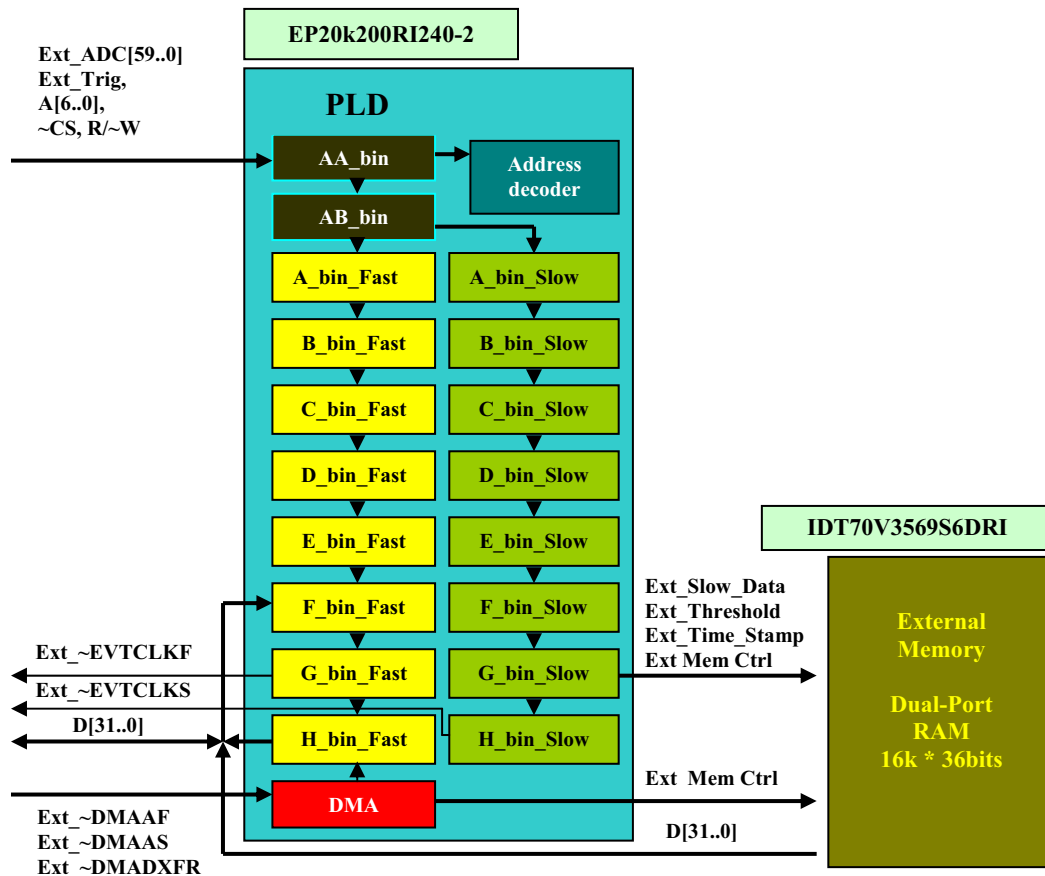 EP20k200RI240-2
Ext_ADC[59..0]
Ext_Trig,
A[6..0],
~CS, R/~W
PLD
AA_bin
Address
decoder
AB_bin
A_bin_Fast
A_bin_Slow
B_bin_Fast
B_bin_Slow
C_bin_Fast
C_bin_Slow
D_bin_Fast
D_bin_Slow
E_bin_Fast
E_bin_Slow
F_bin_Fast
F_bin_Slow
G_bin_Fast
G_bin_Slow
H_bin_Fast
H_bin_Slow
DMA
Ext_~EVTCLKF
Ext_~EVTCLKS
D[31..0]
Ext_~DMAAF
Ext_~DMAAS
Ext_~DMADXFR
Ext_Slow_Data
Ext_Threshold
Ext_Time_Stamp
Ext Mem Ctrl
Ext Mem Ctrl
D[31..0]
IDT70V3569S6DRI
External
Memory
Dual-Port
RAM
16k * 36bits